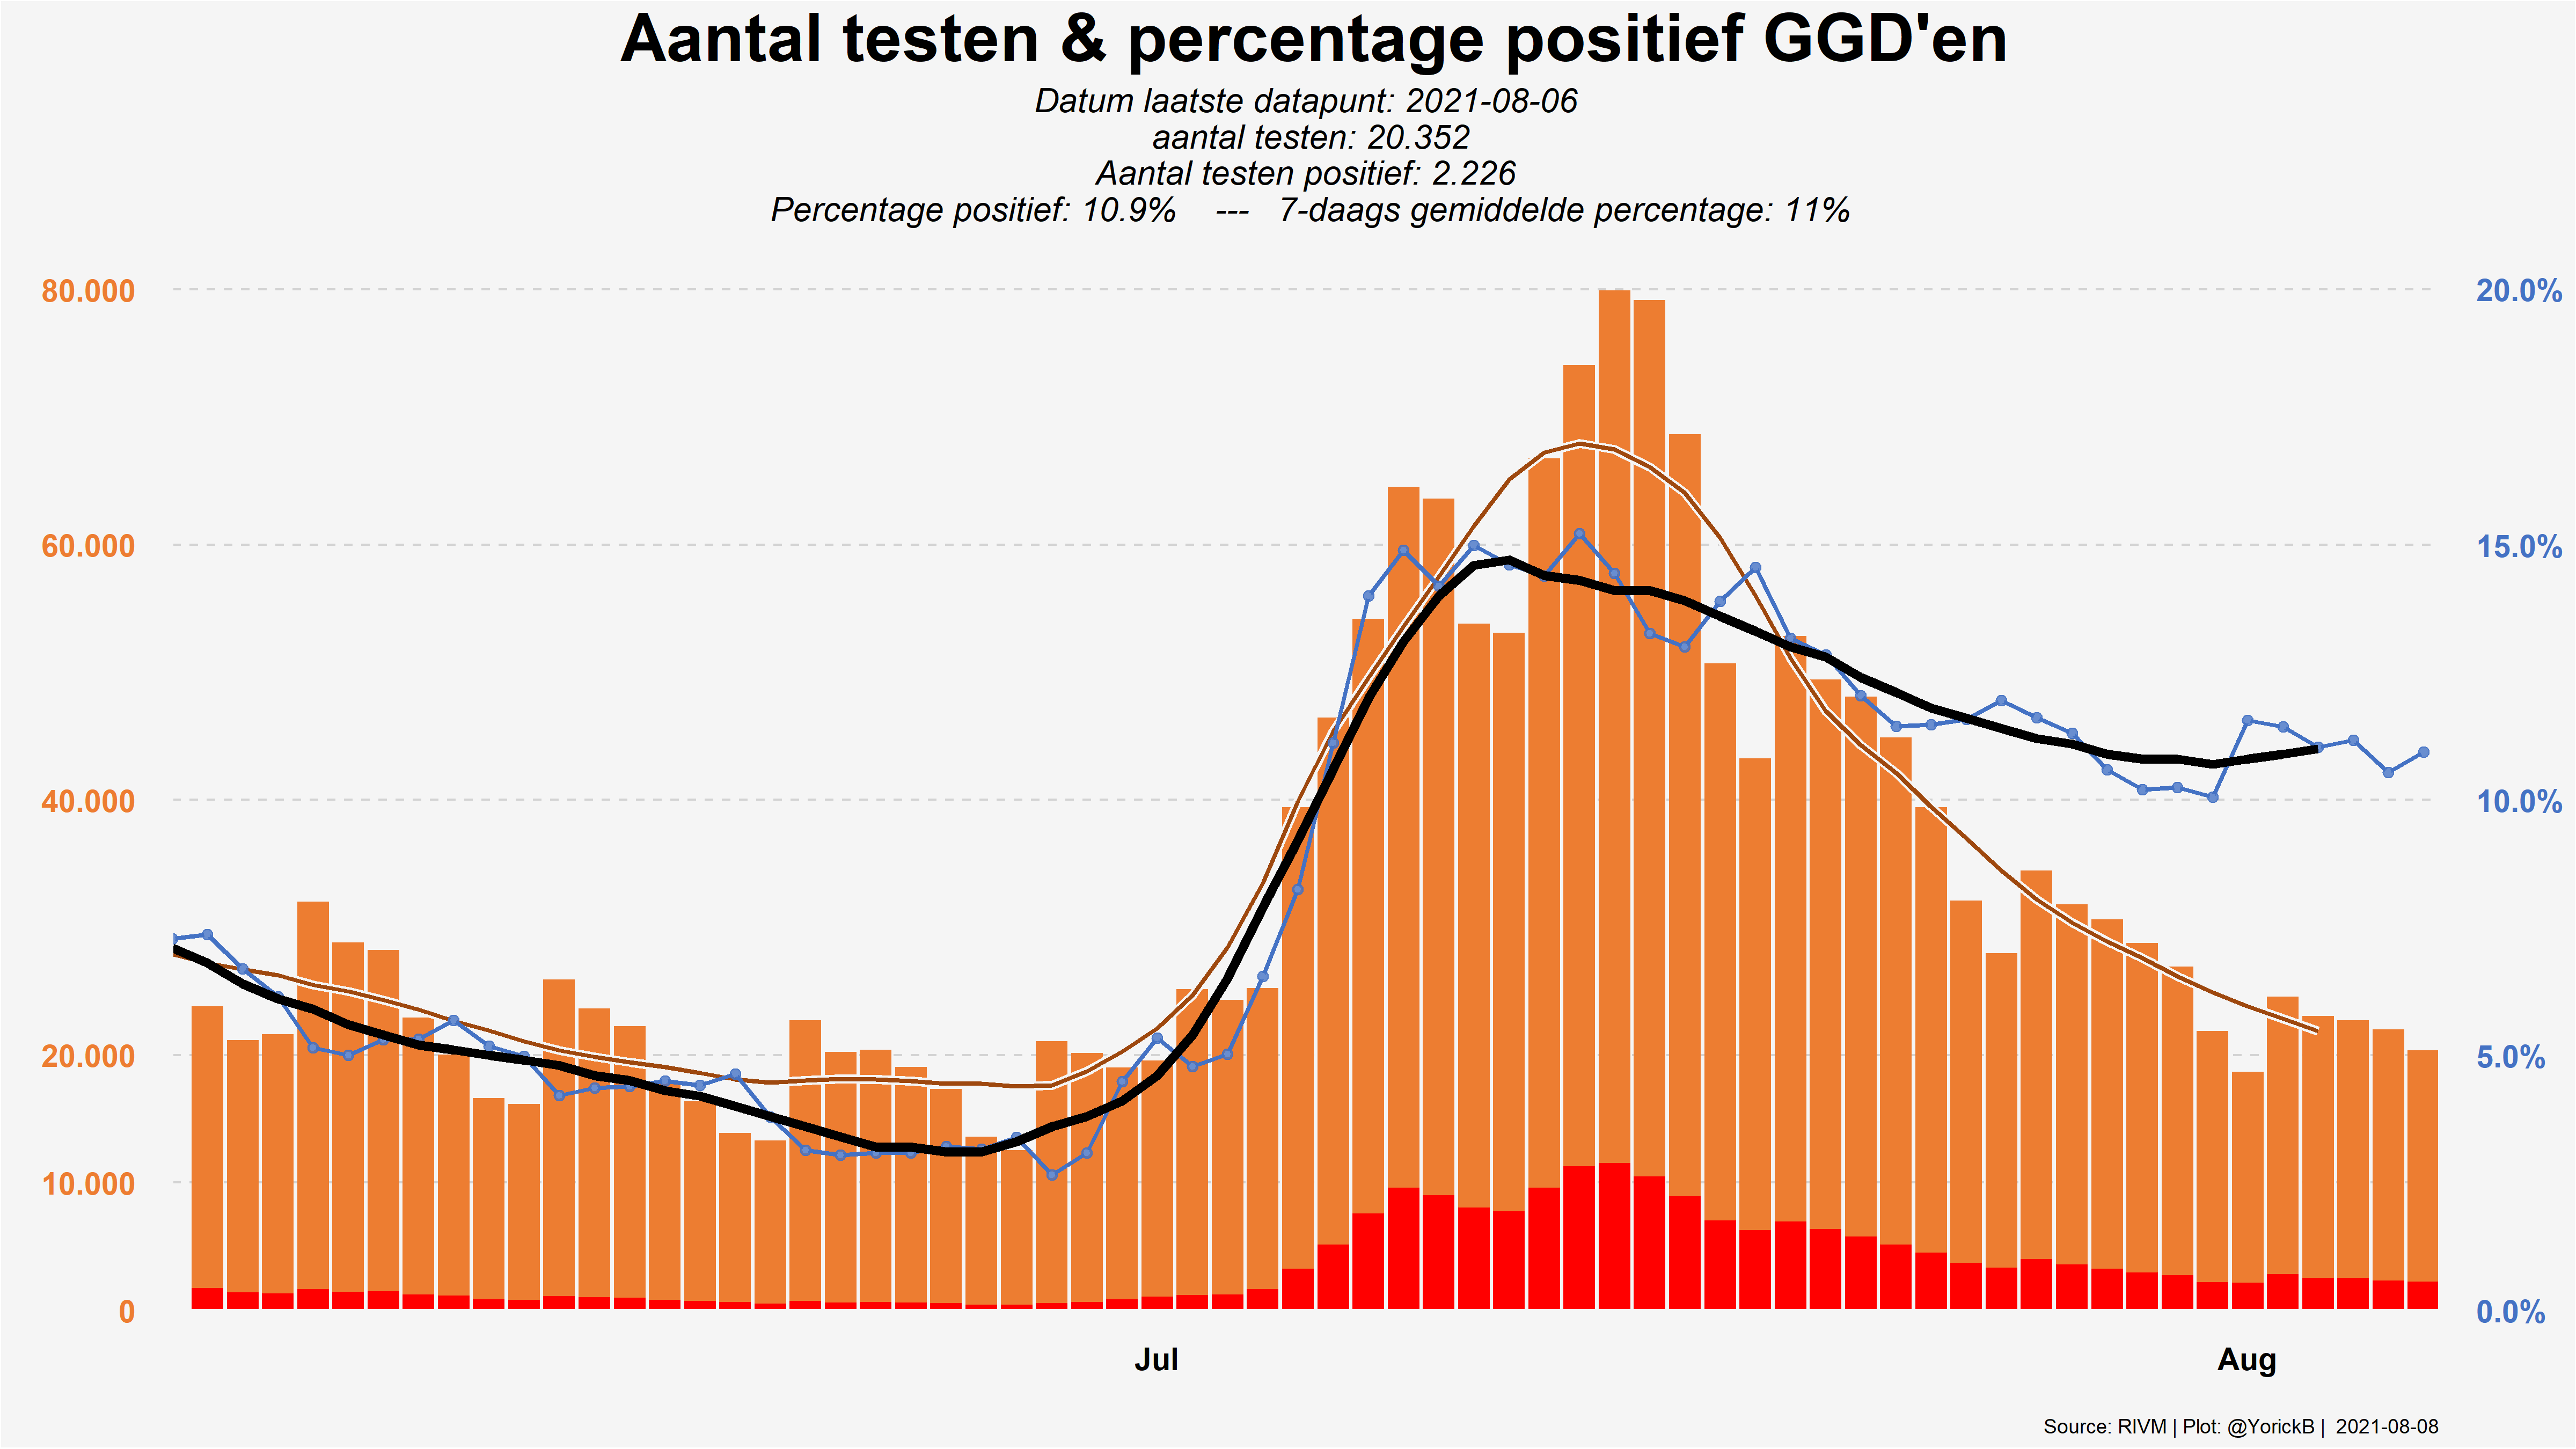 Aantal testen & percentage positief GGD'en
Datum laatste datapunt: 2021-08-06
aantal testen: 20.352
Aantal testen positief: 2.226
Percentage positief: 10.9% --- 7-daags gemiddelde percentage: 11%
80.000 20.0%
60.000 15.0%
40.000 10.0%
20.000 5.0%
10.000
0 0.0%
Jul Aug
Source: RIVM | Plot: @YorickB | 2021-08-08